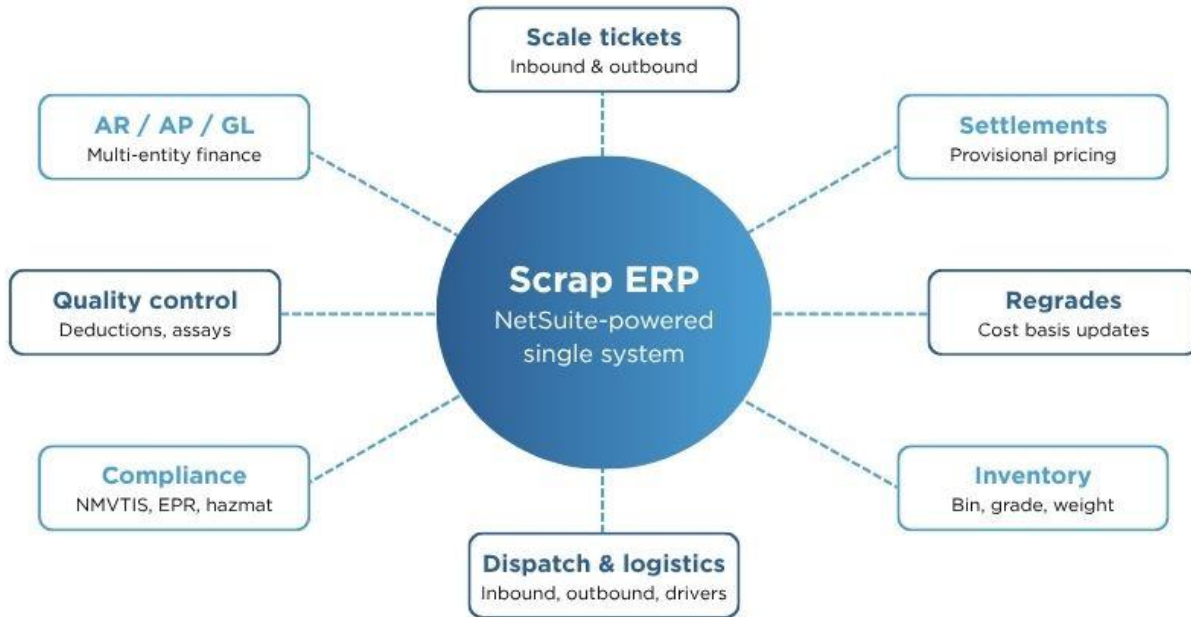 Scale tickets
Inbound & outbound
AR / AP / GL
Multi-entity finance
Settlements
Provisional pricing
Quality control
Deductions, assays
Scrap ERP
NetSuite-powered
single system
Regrades
Cost basis updates
Compliance
NMVTIS, EPR, hazmat
Inventory
Bin, grade, weight
Dispatch & logistics
Inbound, outbound, drivers